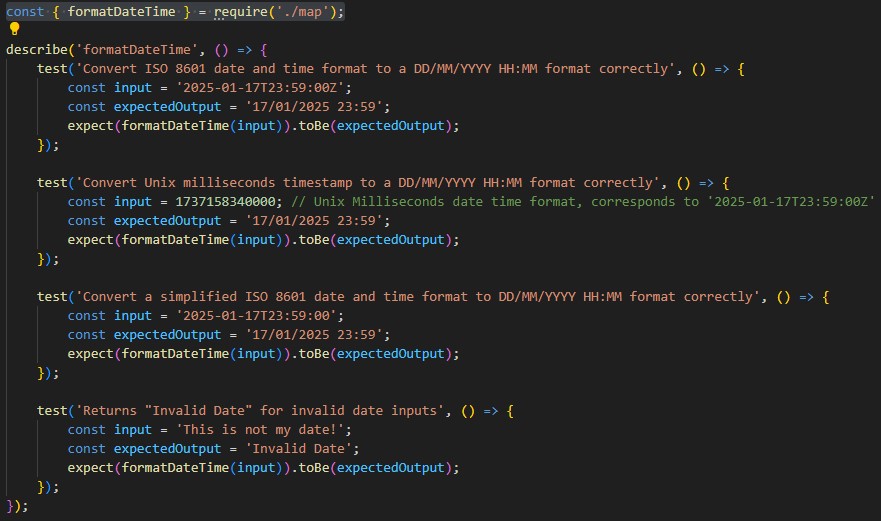 const { formatDateTime } = require('./map');
describe('formatDateTime', () => {
test('Convert ISO 8601 date and time format to a DD/MM/YYYY HH:MM format correctly', () => {
const input = '2025-01-17T23:59:00Z';
const expectedOutput = '17/01/2025 23:59';
expect(formatDateTime(input)).toBe(expectedOutput);
});
test('Convert Unix milliseconds timestamp to a DD/MM/YYYY HH:MM format correctly', () => {
const input = 1737158340000; // Unix Milliseconds date time format, corresponds to '2025-01-17T23:59:00Z'
const expectedOutput = '17/01/2025 23:59';
expect(formatDateTime(input)).toBe(expectedOutput);
});
test('Convert a simplified ISO 8601 date and time format to DD/MM/YYYY HH:MM format correctly', () => {
const input = '2025-01-17T23:59:00';
const expectedOutput = '17/01/2025 23:59';
expect(formatDateTime(input)).toBe(expectedOutput);
});
test('Returns "Invalid Date" for invalid date inputs', () => {
const input = 'This is not my date!';
const expectedOutput = 'Invalid Date';
expect(formatDateTime(input)).toBe(expectedOutput);
});
});